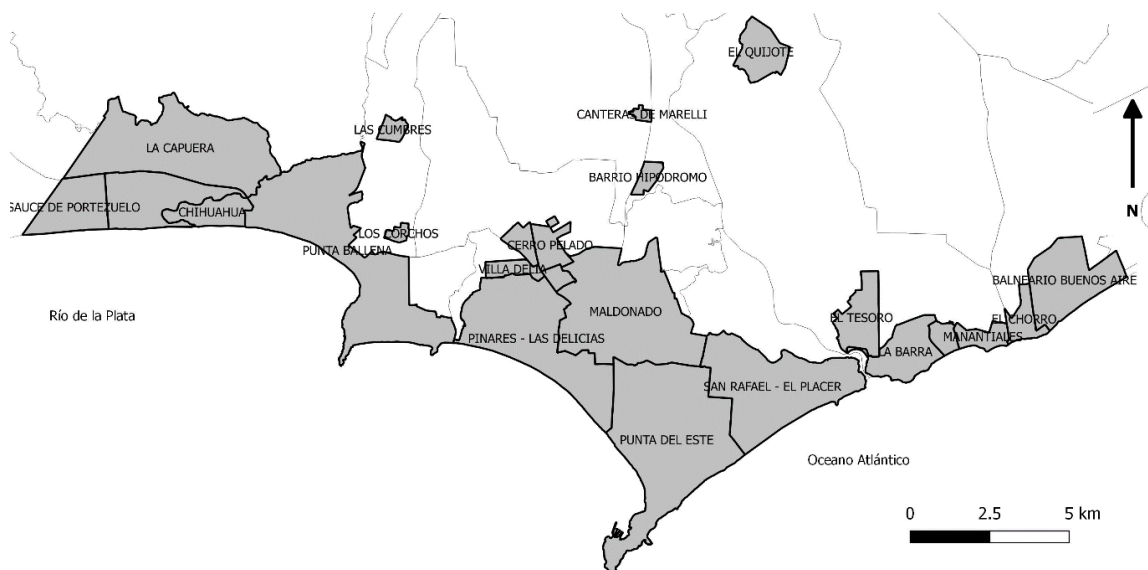 EL QUIJOTE
CANTERAS DE MARELLI
LAS CUMBRES
LA CAPUERA
BARRIO HIPODROMO
SAUCE DE PORTEZUELO
CHIHUAHUA
N
LOS CORCHOS
CERRO PELADO
PUNTA BALLENA
VILLA DELIA
BALNEARIO BUENOS AIRE
Río de la Plata
MALDONADO
EL TESORO
EL CHORRO
PINARES - LAS DELICIAS
MANANTIALES
LA BARRA
SAN RAFAEL - EL PLACER
PUNTA DEL ESTE
Oceano Atlántico
0 2.5 5 km